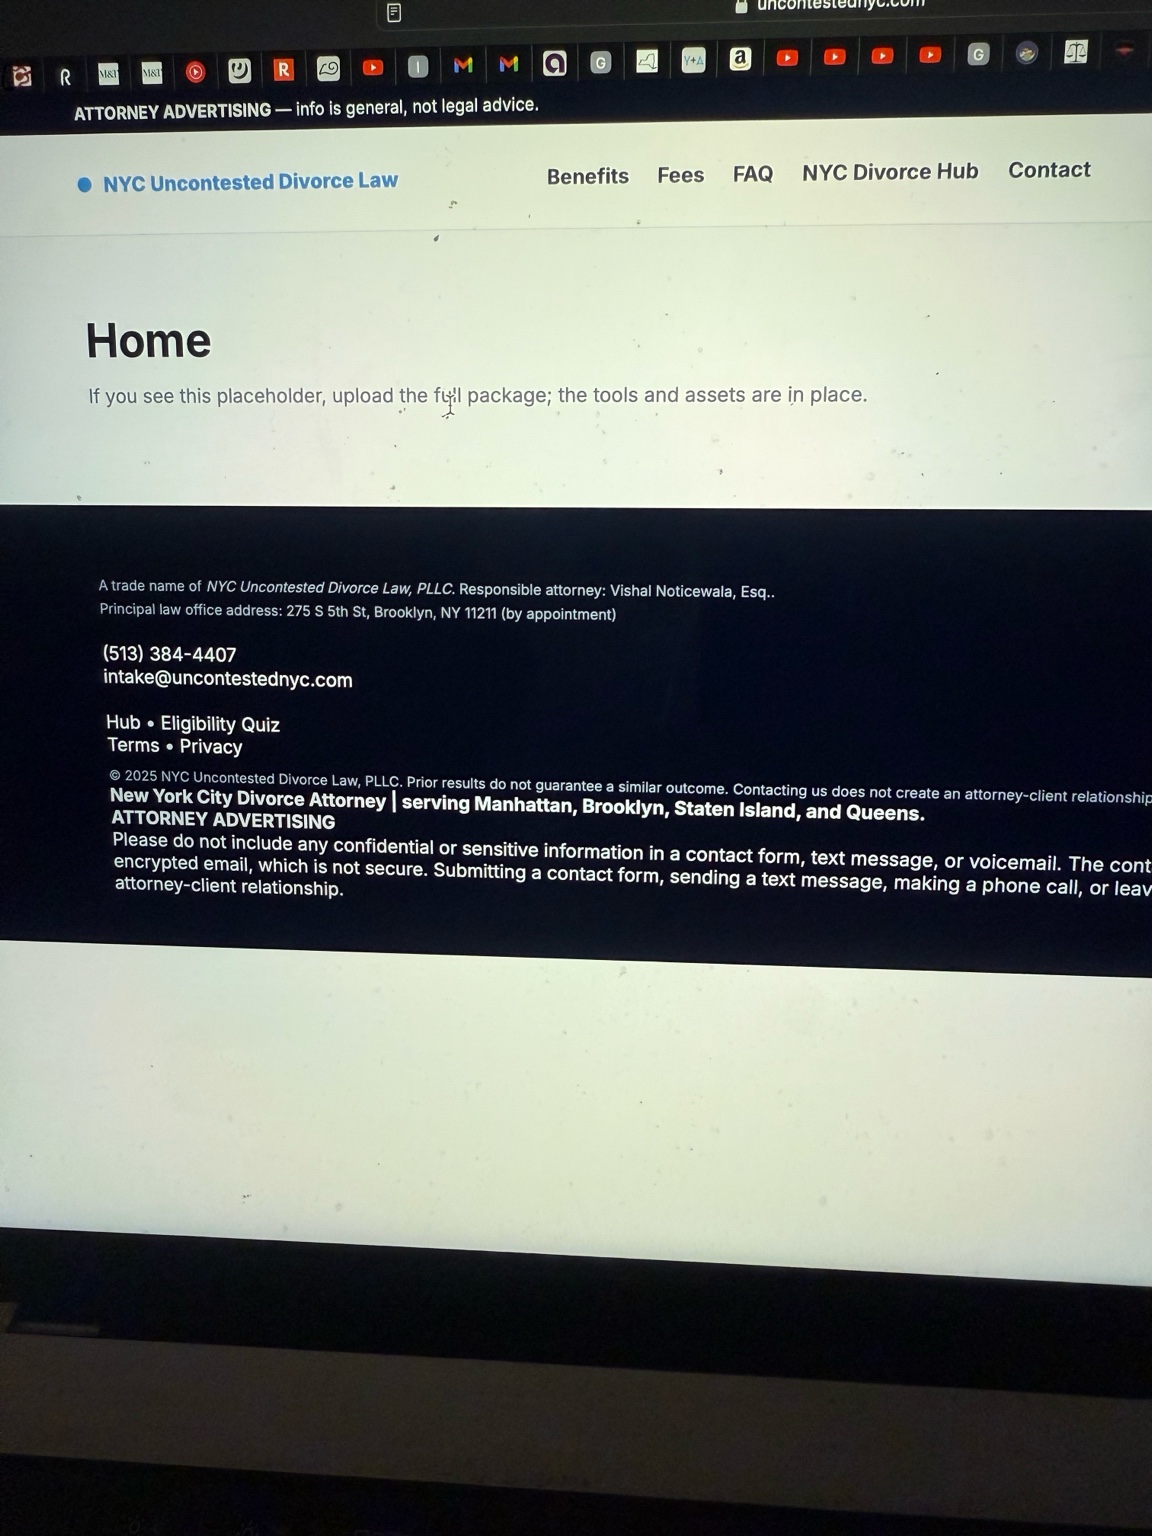 uncontestednyc.com
ATTORNEY ADVERTISING — info is general, not legal advice.
NYC Uncontested Divorce Law
Benefits Fees FAQ NYC Divorce Hub Contact
Home
If you see this placeholder, upload the full package; the tools and assets are in place.
A trade name of NYC Uncontested Divorce Law, PLLC. Responsible attorney: Vishal Noticewala, Esq..
Principal law office address: 275 S 5th St, Brooklyn, NY 11211 (by appointment)
(513) 384-4407
intake@uncontestednyc.com
Hub • Eligibility Quiz
Terms • Privacy
© 2025 NYC Uncontested Divorce Law, PLLC. Prior results do not guarantee a similar outcome. Contacting us does not create an attorney-client relationship
New York City Divorce Attorney | serving Manhattan, Brooklyn, Staten Island, and Queens.
ATTORNEY ADVERTISING
Please do not include any confidential or sensitive information in a contact form, text message, or voicemail. The cont
encrypted email, which is not secure. Submitting a contact form, sending a text message, making a phone call, or leav
attorney-client relationship.